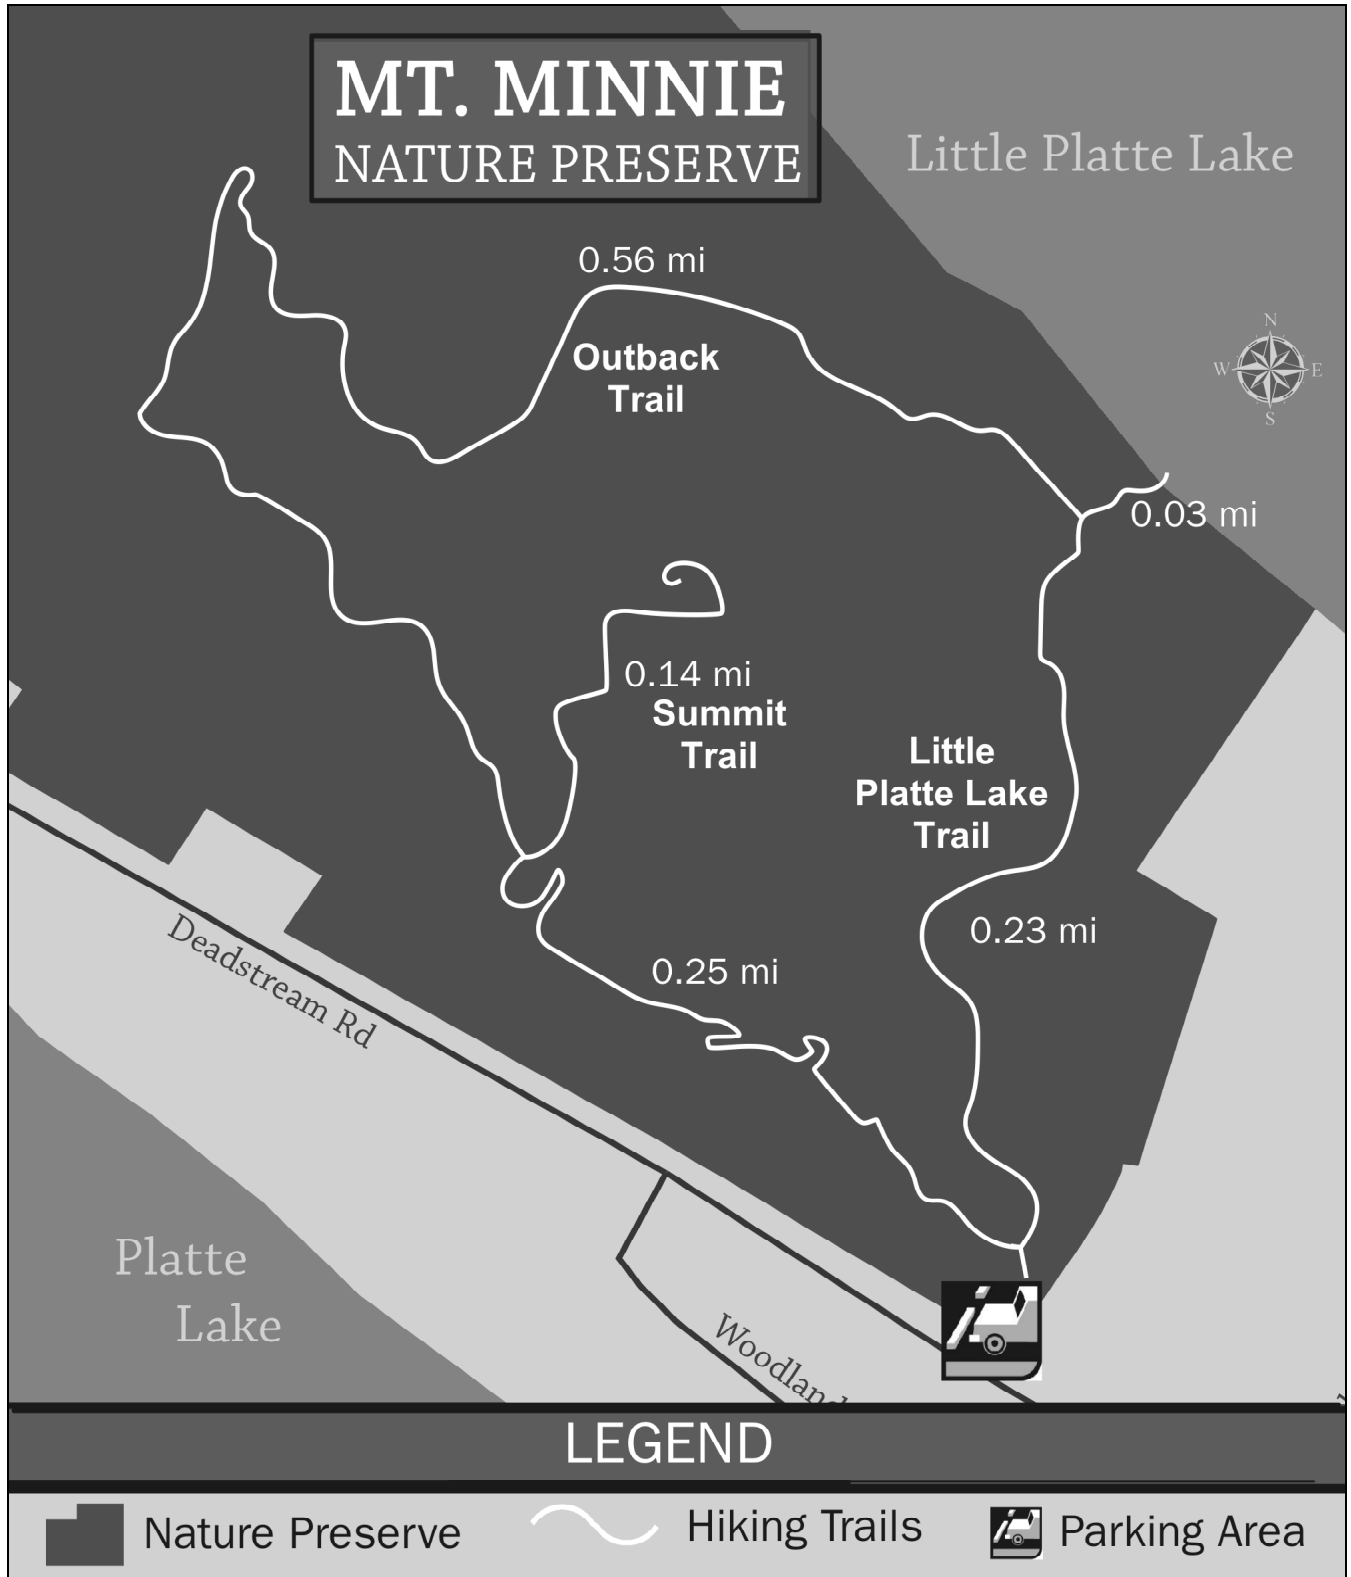 MT. MINNIE
NATURE PRESERVE
Little Platte Lake
0.56 mi
Outback
Trail
N
W E
S
0.03 mi
0.14 mi
Summit
Trail
Little
Platte Lake
Trail
0.23 mi
0.25 mi
Deadstream Rd
Platte
Lake
LEGEND
Nature Preserve
Hiking Trails
Parking Area